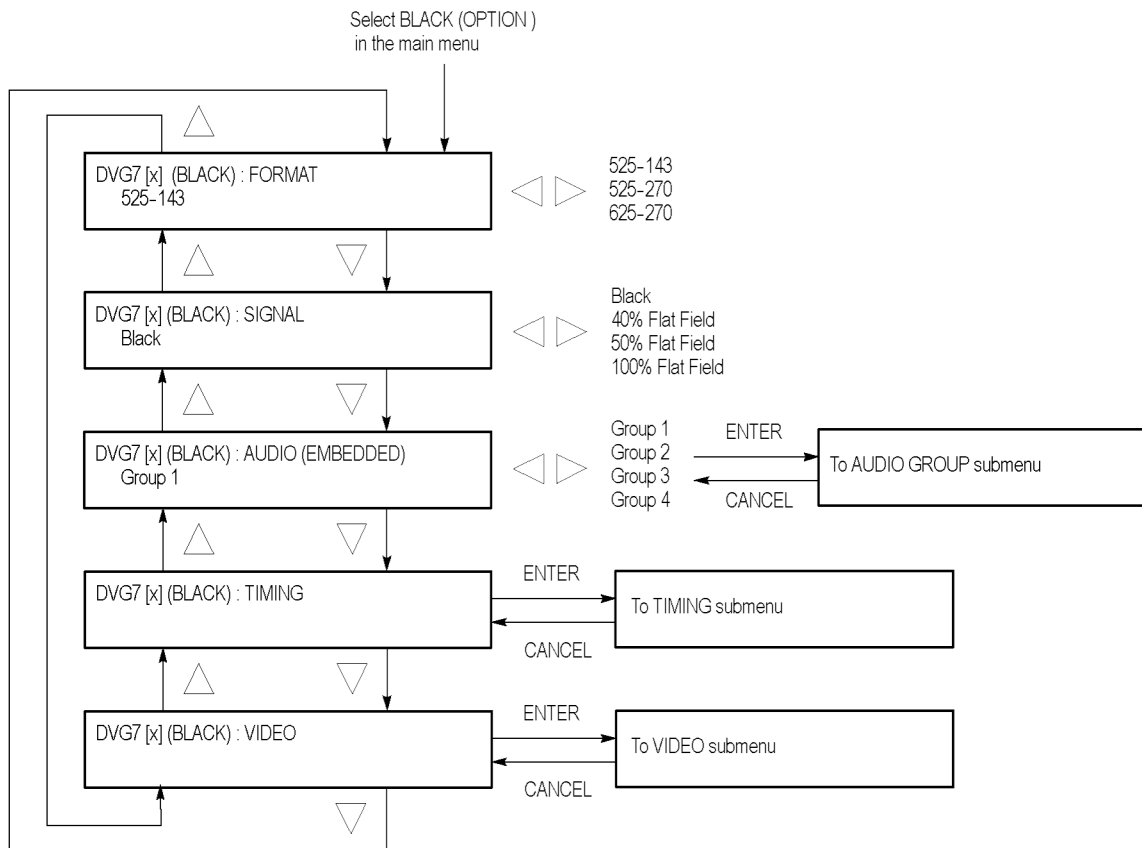 Select BLACK (OPTION )
in the main menu
DVG7 [x] (BLACK) : FORMAT
525-143
525-143
525-270
625-270
DVG7 [x] (BLACK) : SIGNAL
Black
Black
40% Flat Field
50% Flat Field
100% Flat Field
DVG7 [x] (BLACK) : AUDIO (EMBEDDED)
Group 1
Group 1
Group 2
Group 3
Group 4
ENTER
CANCEL
To AUDIO GROUP submenu
DVG7 [x] (BLACK) : TIMING
ENTER
CANCEL
To TIMING submenu
DVG7 [x] (BLACK) : VIDEO
ENTER
CANCEL
To VIDEO submenu